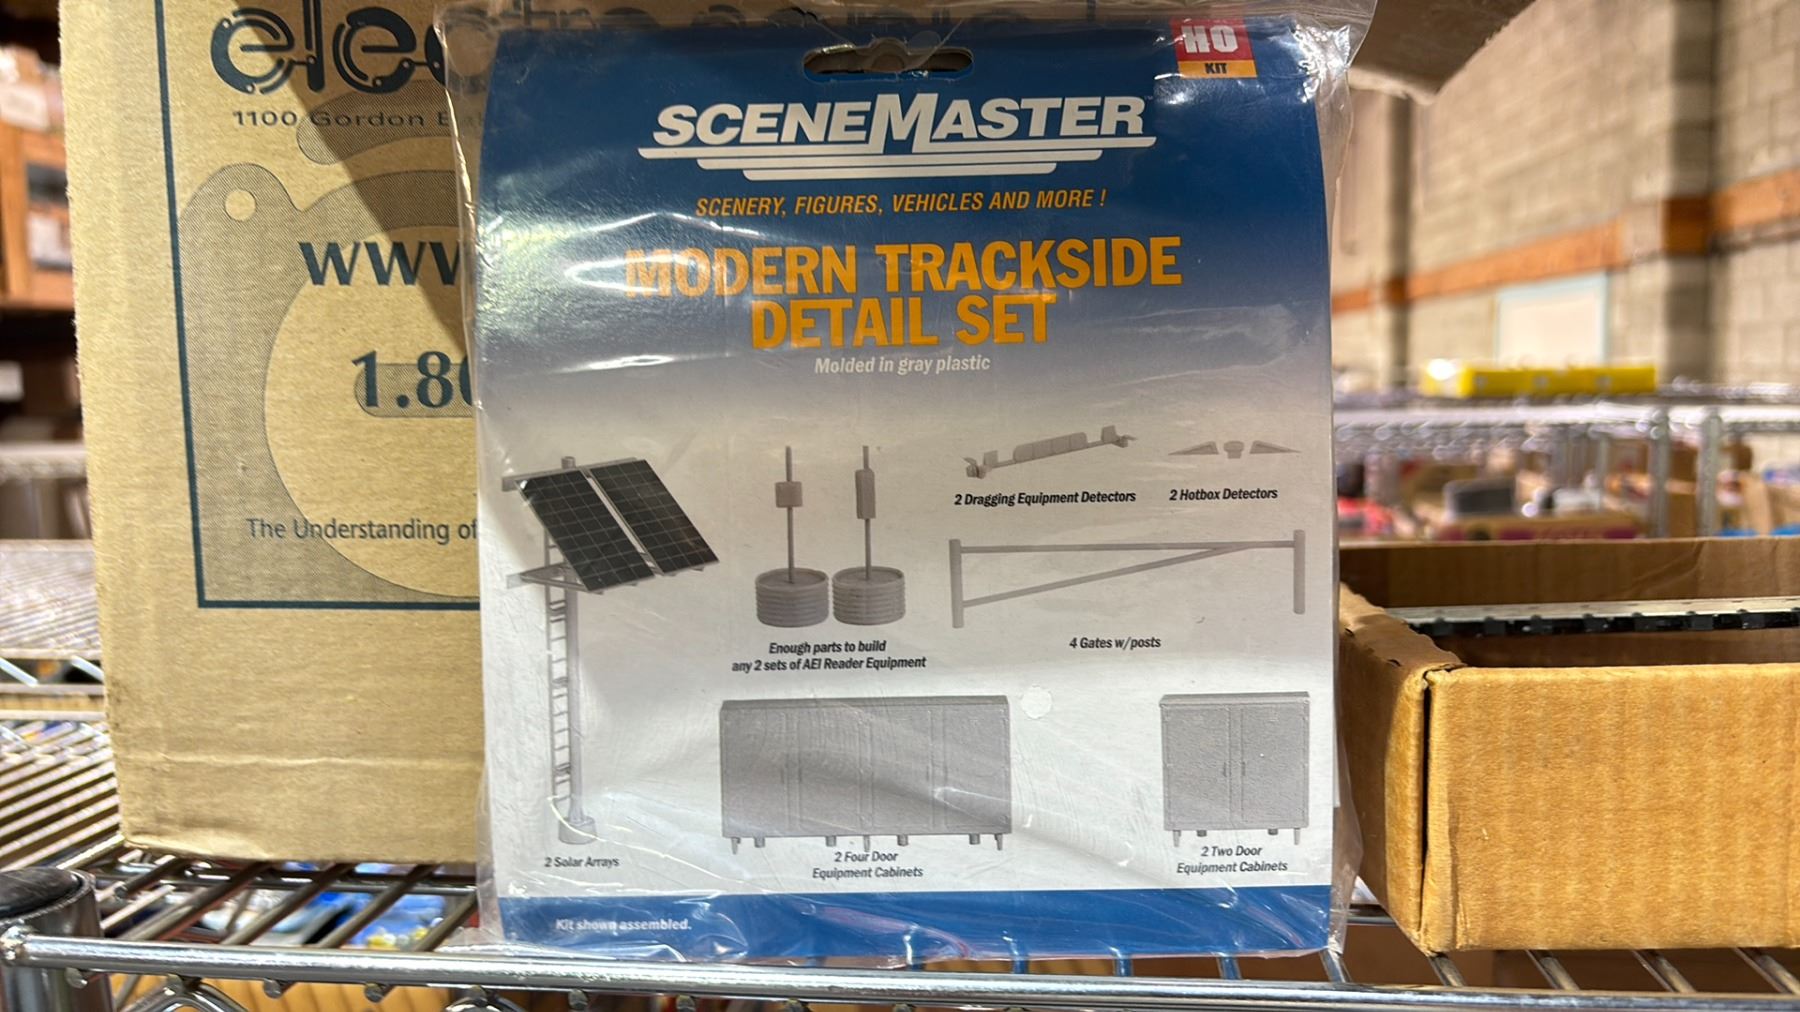 elec
1100 Gordon
www
1.80
The Understanding of
HO
KIT
SCENEMASTER™
SCENERY, FIGURES, VEHICLES AND MORE !
MODERN TRACKSIDE
DETAIL SET
Molded in gray plastic
2 Dragging Equipment Detectors
2 Hotbox Detectors
Enough parts to build
any 2 sets of AEI Reader Equipment
4 Gates w/posts
2 Solar Arrays
2 Four Door
Equipment Cabinets
2 Two Door
Equipment Cabinets
Kit shown assembled.